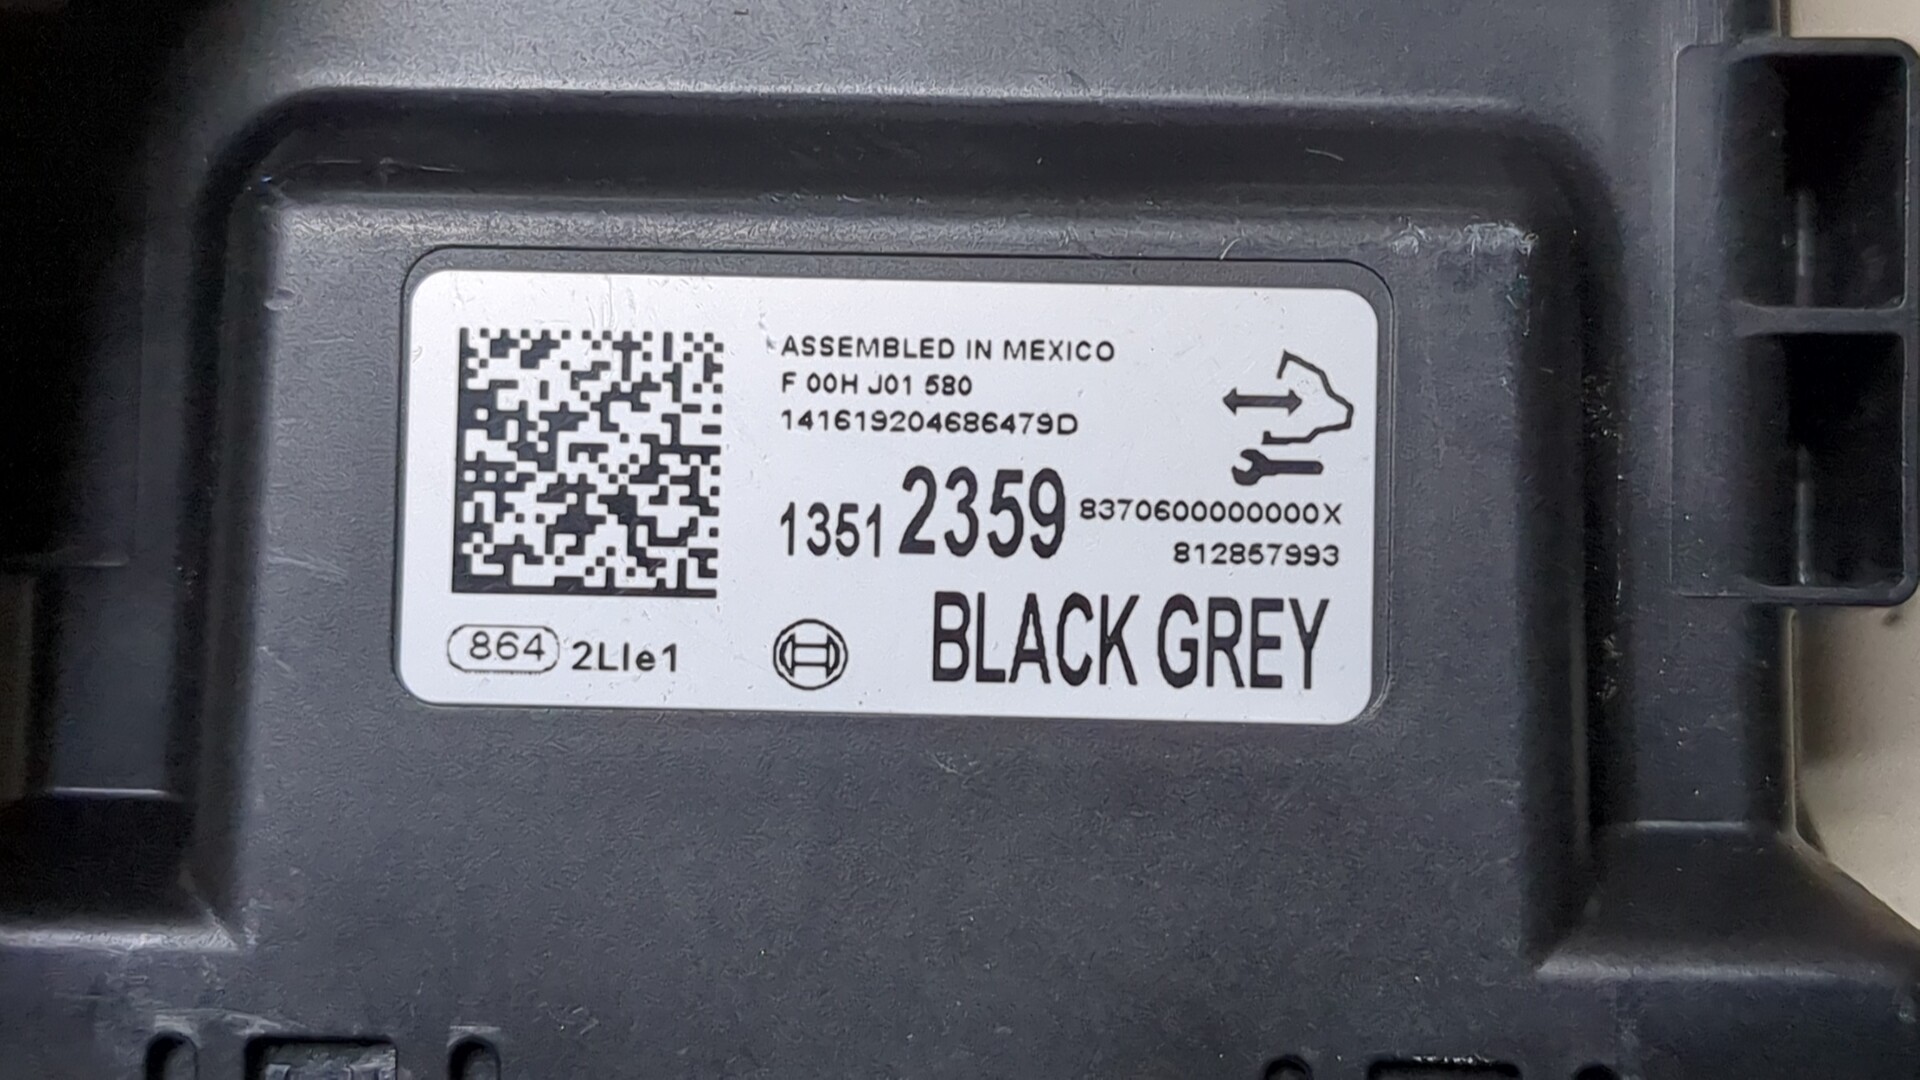 ASSEMBLED IN MEXICO
F 00H J01 580
141619204686479D
1351 2359 8370600000000X
812857993
864 2LIe1
BLACK GREY